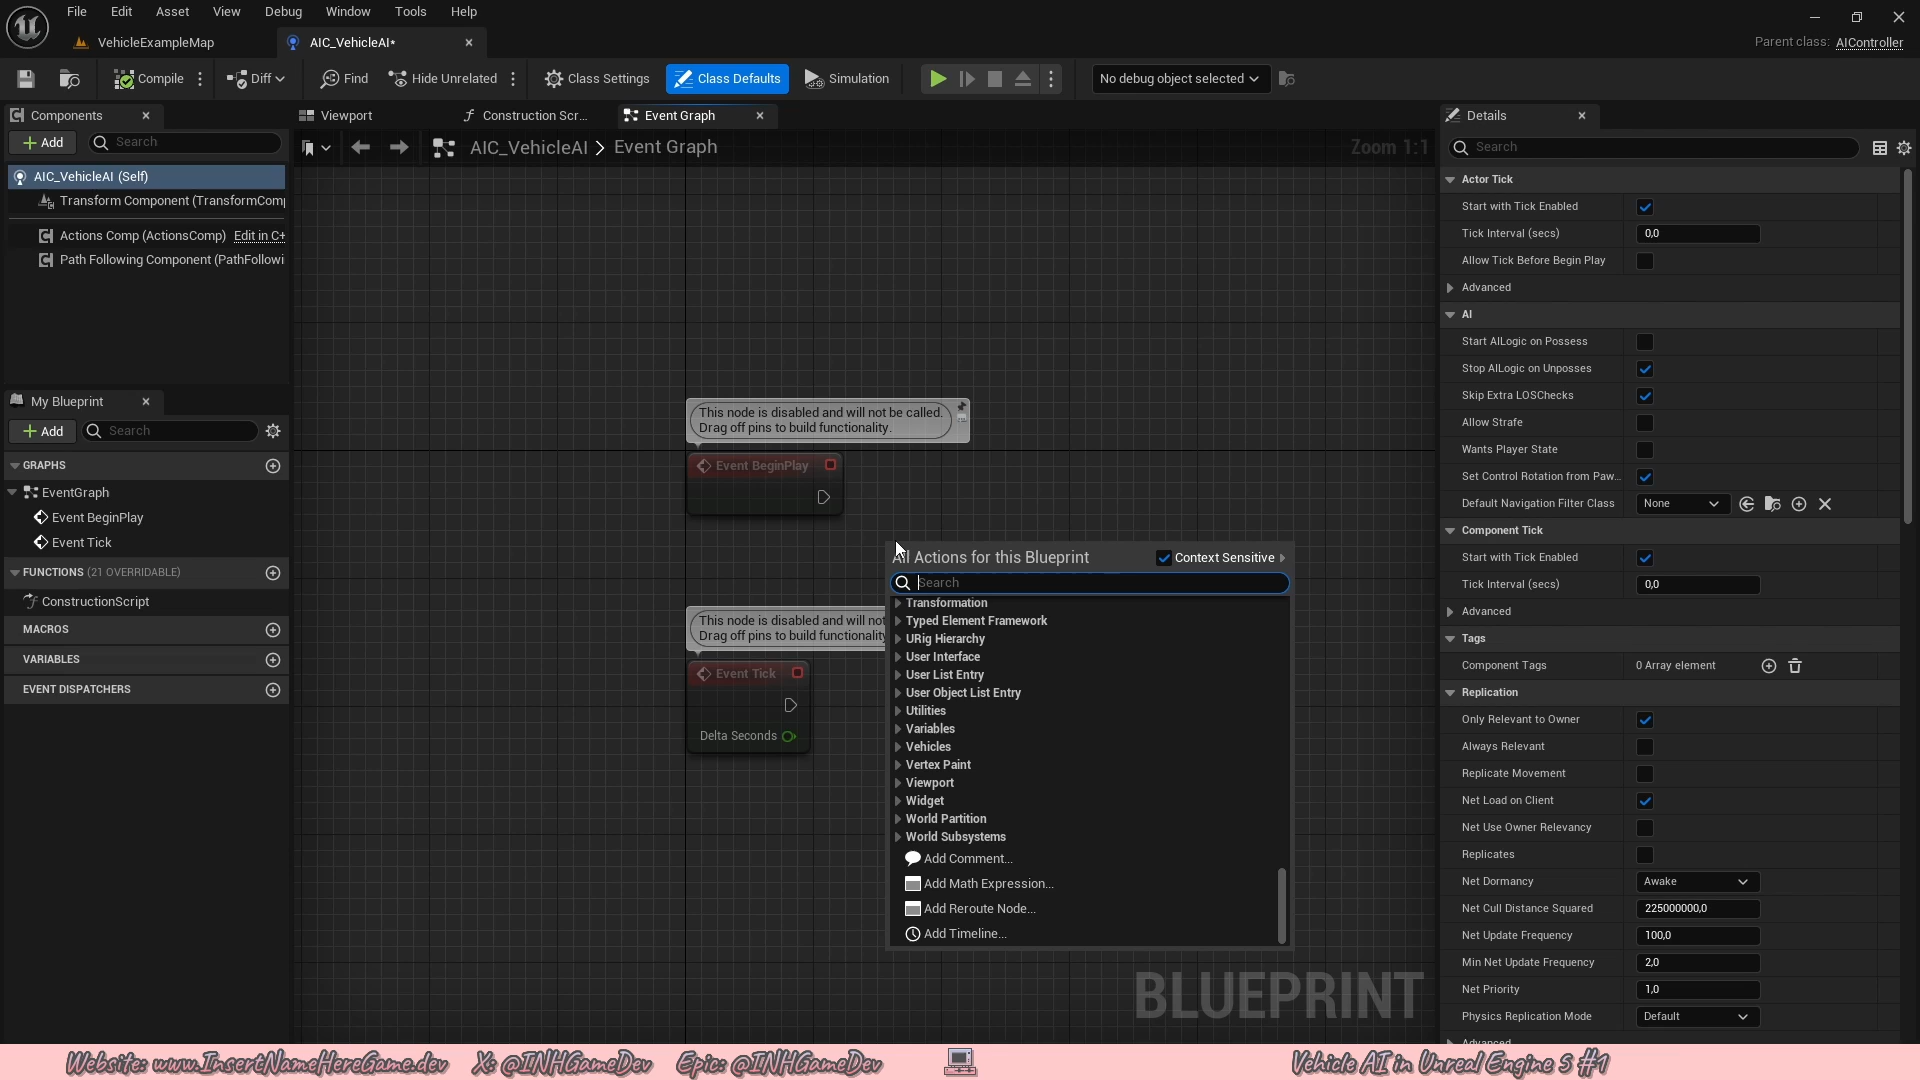 File Edit Asset View Debug Window Tools Help
VehicleExampleMap
AIC_VehicleAI*
Parent class: AIController
Compile
Diff
Find
Hide Unrelated
Class Settings
Class Defaults
Simulation
No debug object selected
Components
Add
Search
AIC_VehicleAI (Self)
Transform Component (TransformComp
Actions Comp (ActionsComp) Edit in C+
Path Following Component (PathFollowi
My Blueprint
Add
Search
GRAPHS
EventGraph
Event BeginPlay
Event Tick
FUNCTIONS (21 OVERRIDABLE)
ConstructionScript
MACROS
VARIABLES
EVENT DISPATCHERS
Viewport
Construction Scr...
Event Graph
AIC_VehicleAI > Event Graph
Zoom 1:1
This node is disabled and will not be called.
Drag off pins to build functionality.
Event BeginPlay
This node is disabled and will not
Drag off pins to build functionality
Event Tick
Delta Seconds
All Actions for this Blueprint
Context Sensitive
Search
Transformation
Typed Element Framework
URig Hierarchy
User Interface
User List Entry
User Object List Entry
Utilities
Variables
Vehicles
Vertex Paint
Viewport
Widget
World Partition
World Subsystems
Add Comment...
Add Math Expression...
Add Reroute Node...
Add Timeline...
BLUEPRINT
Details
Search
Actor Tick
Start with Tick Enabled
Tick Interval (secs) 0,0
Allow Tick Before Begin Play
Advanced
AI
Start AILogic on Possess
Stop AILogic on Unposses
Skip Extra LOSChecks
Allow Strafe
Wants Player State
Set Control Rotation from Paw...
Default Navigation Filter Class None
Component Tick
Start with Tick Enabled
Tick Interval (secs) 0,0
Advanced
Tags
Component Tags 0 Array element
Replication
Only Relevant to Owner
Always Relevant
Replicate Movement
Net Load on Client
Net Use Owner Relevancy
Replicates
Net Dormancy Awake
Net Cull Distance Squared 225000000,0
Net Update Frequency 100,0
Min Net Update Frequency 2,0
Net Priority 1,0
Physics Replication Mode Default
Advanced
Website: www.InsertNameHereGame.dev X: @INHGameDev Epic: @INHGameDev
Vehicle AI in Unreal Engine 5 #1